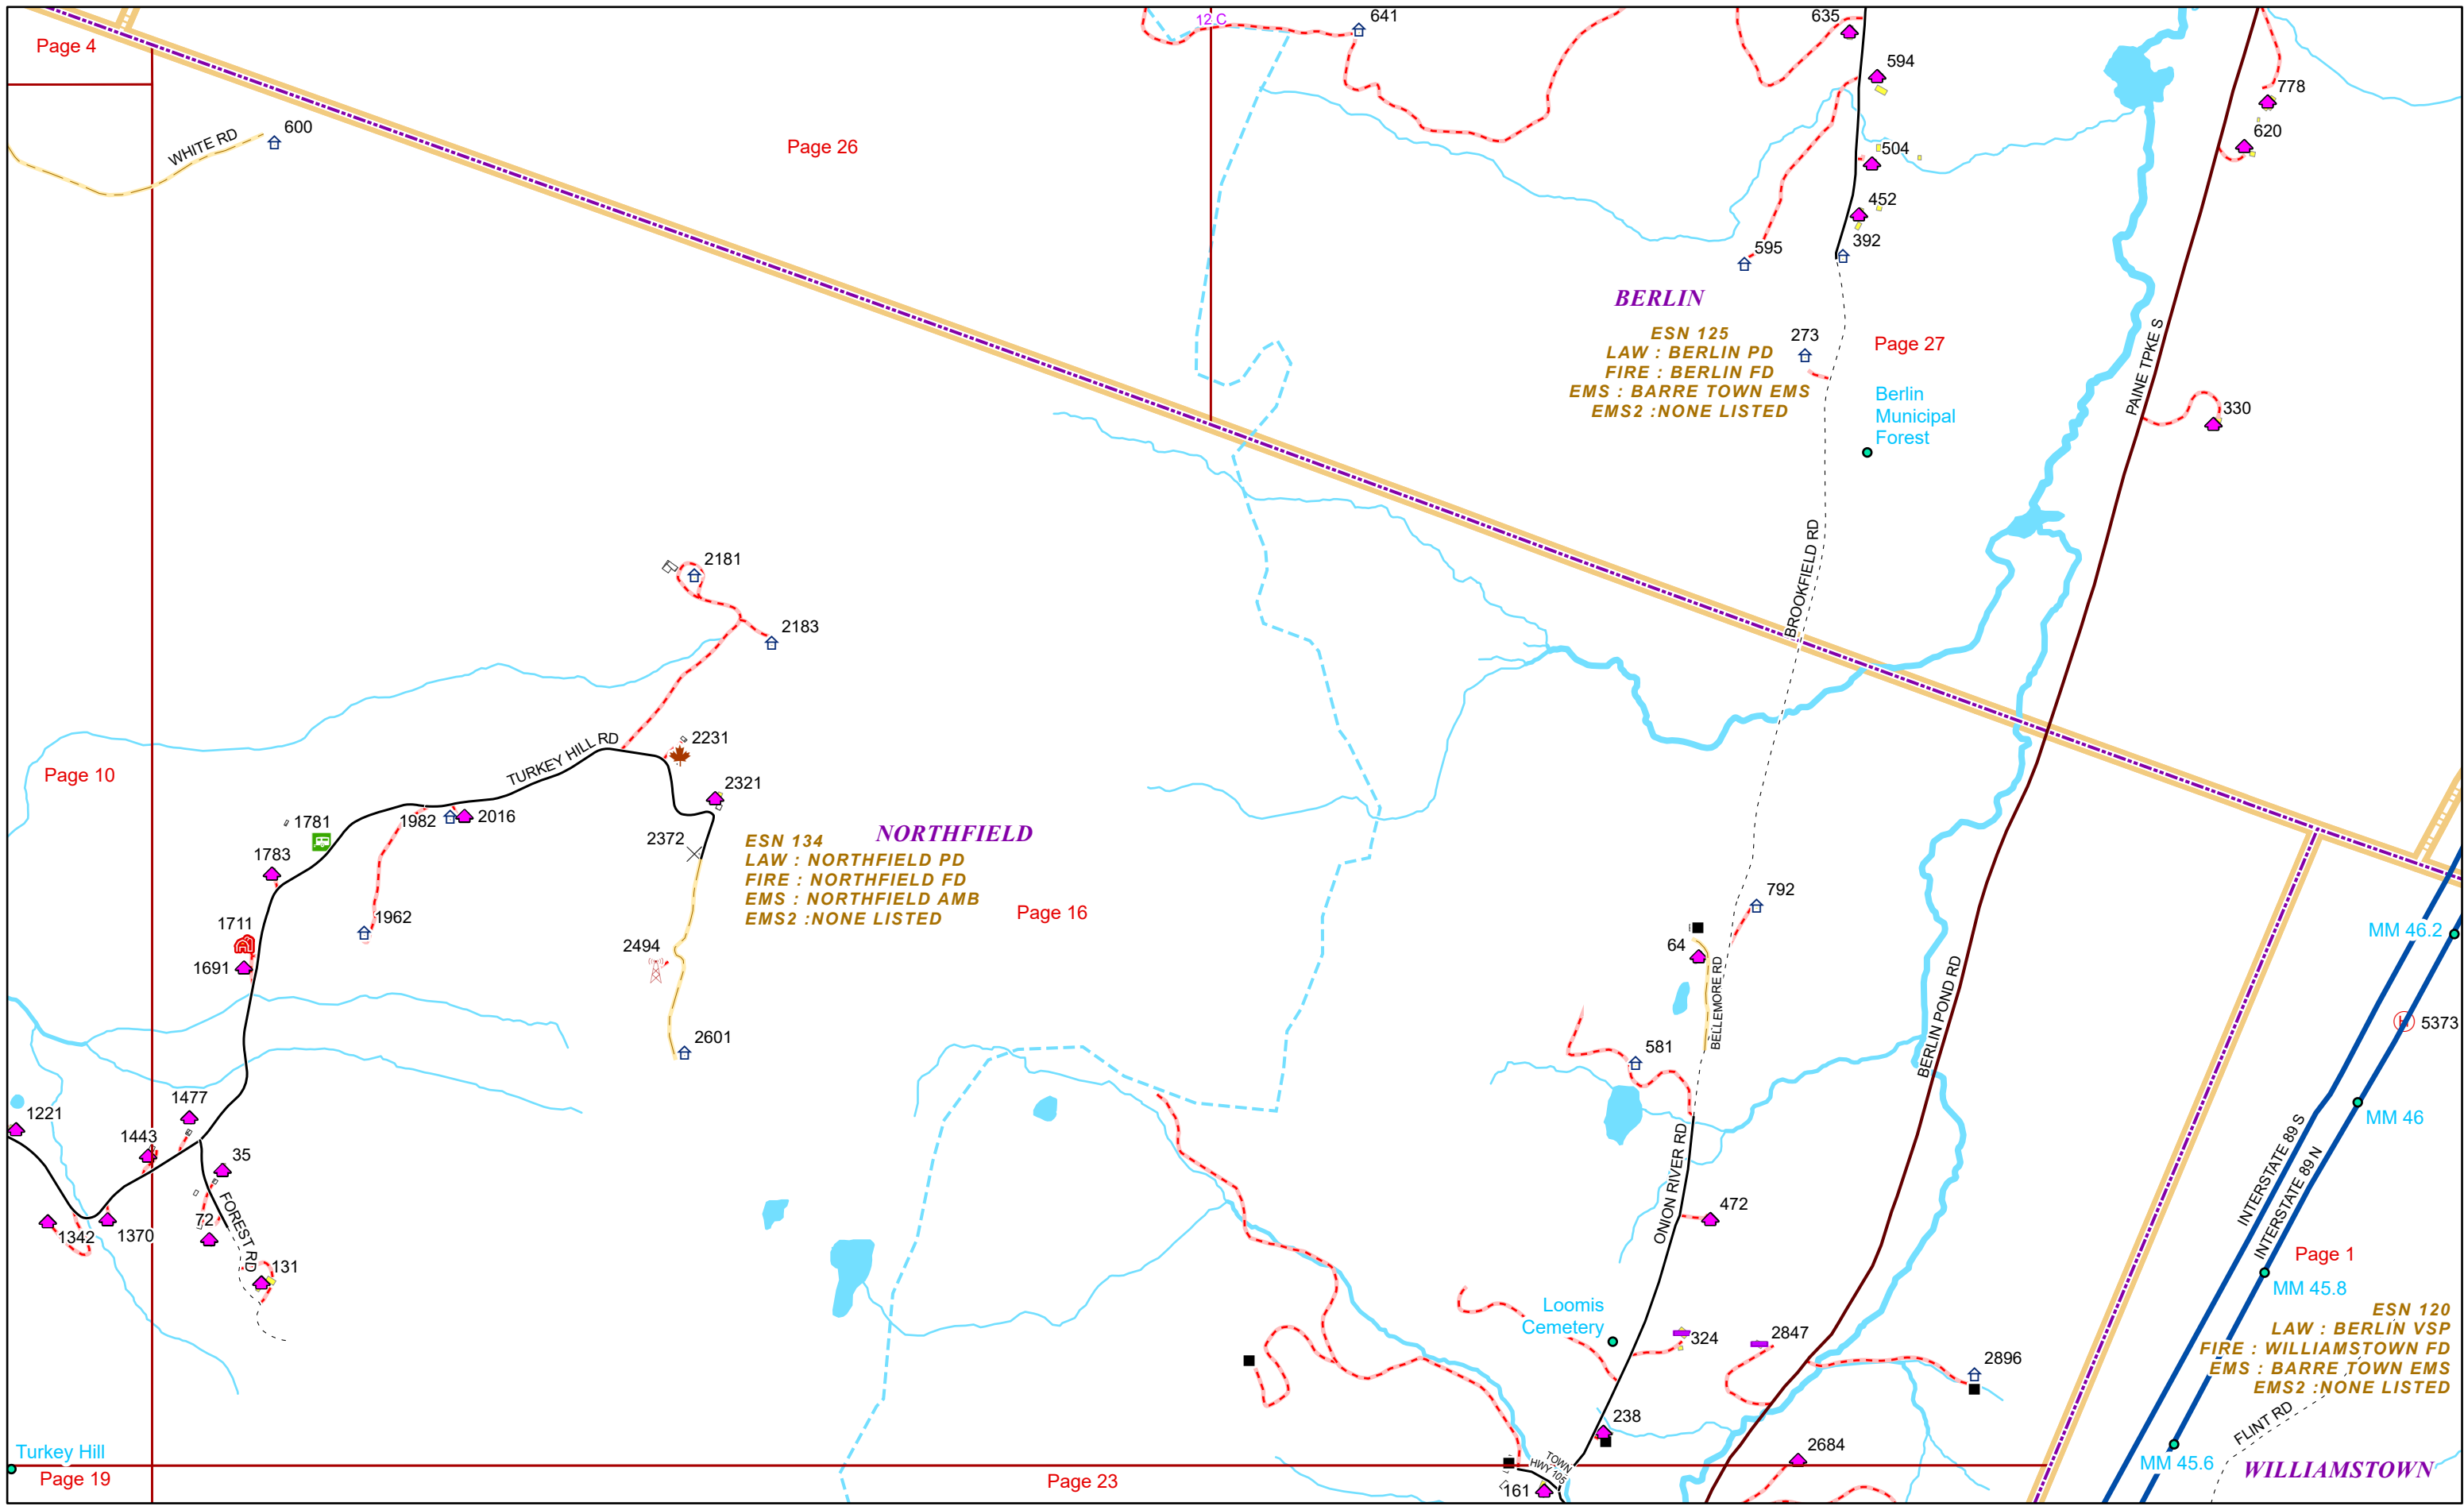 Page 4
12 C
641
635
594
778
600
WHITE RD
Page 26
504
620
452
392
595
BERLIN
ESN 125
LAW : BERLIN PD
FIRE : BERLIN FD
EMS : BARRE TOWN EMS
EMS2 :NONE LISTED
273
Page 27
PAINE TPKE S
Berlin
Municipal
Forest
330
BROOKFIELD RD
2181
2183
2231
TURKEY HILL RD
Page 10
2321
1781
1982
2016
2372
1783
NORTHFIELD
ESN 134
LAW : NORTHFIELD PD
FIRE : NORTHFIELD FD
EMS : NORTHFIELD AMB
EMS2 :NONE LISTED
Page 16
1962
1711
1691
2494
2601
792
64
BELLEMORE RD
581
BERLIN POND RD
MM 46.2
5373
MM 46
1221
1477
1443
35
72
1342
1370
FOREST RD
131
ONION RIVER RD
472
INTERSTATE 89 S
INTERSTATE 89 N
Page 1
MM 45.8
Loomis
Cemetery
324
2847
2896
ESN 120
LAW : BERLIN VSP
FIRE : WILLIAMSTOWN FD
EMS : BARRE TOWN EMS
EMS2 :NONE LISTED
FLINT RD
238
2684
MM 45.6
WILLIAMSTOWN
Turkey Hill
Page 19
Page 23
TOWN
HWY 105
161